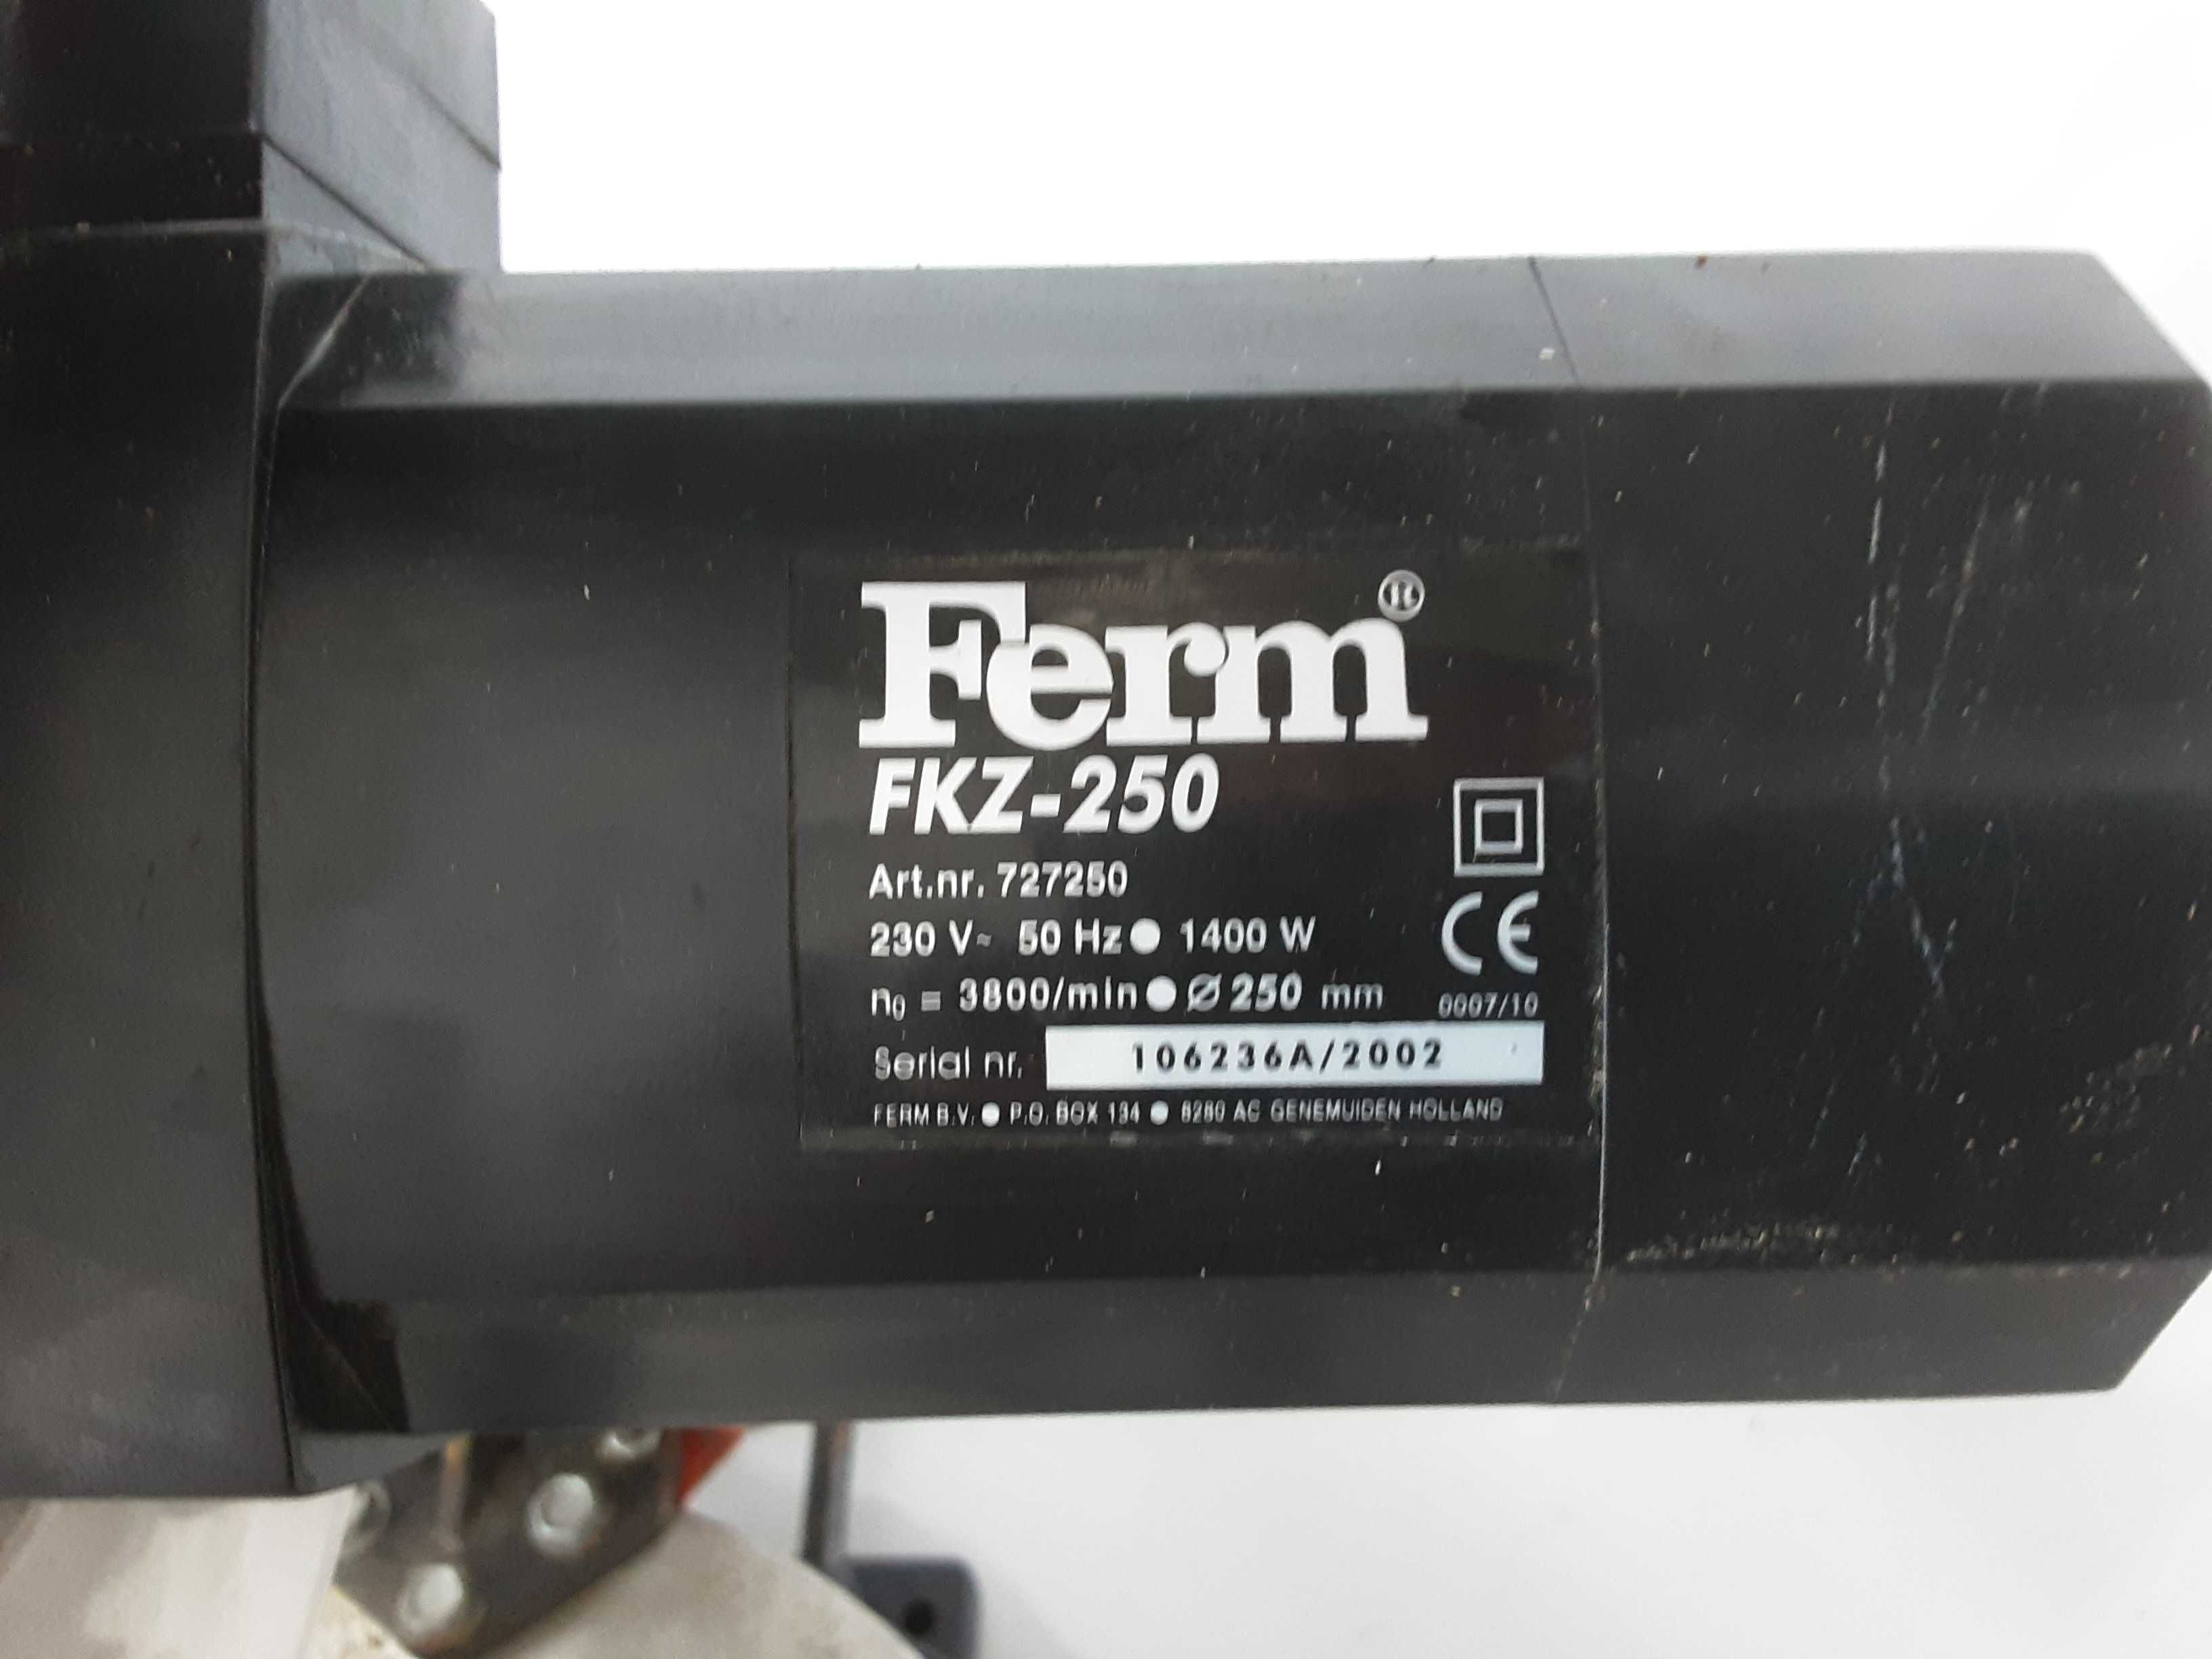 Ferm®
FKZ-250
Art.nr. 727250
230 V~ 50 Hz ● 1400 W
CE
n₀ = 3800/min ● Ø 250 mm
0007/10
Serial nr. 106236A/2002
FERM B.V. ● P.O. BOX 134 ● 8280 AC GENEMUIDEN HOLLAND